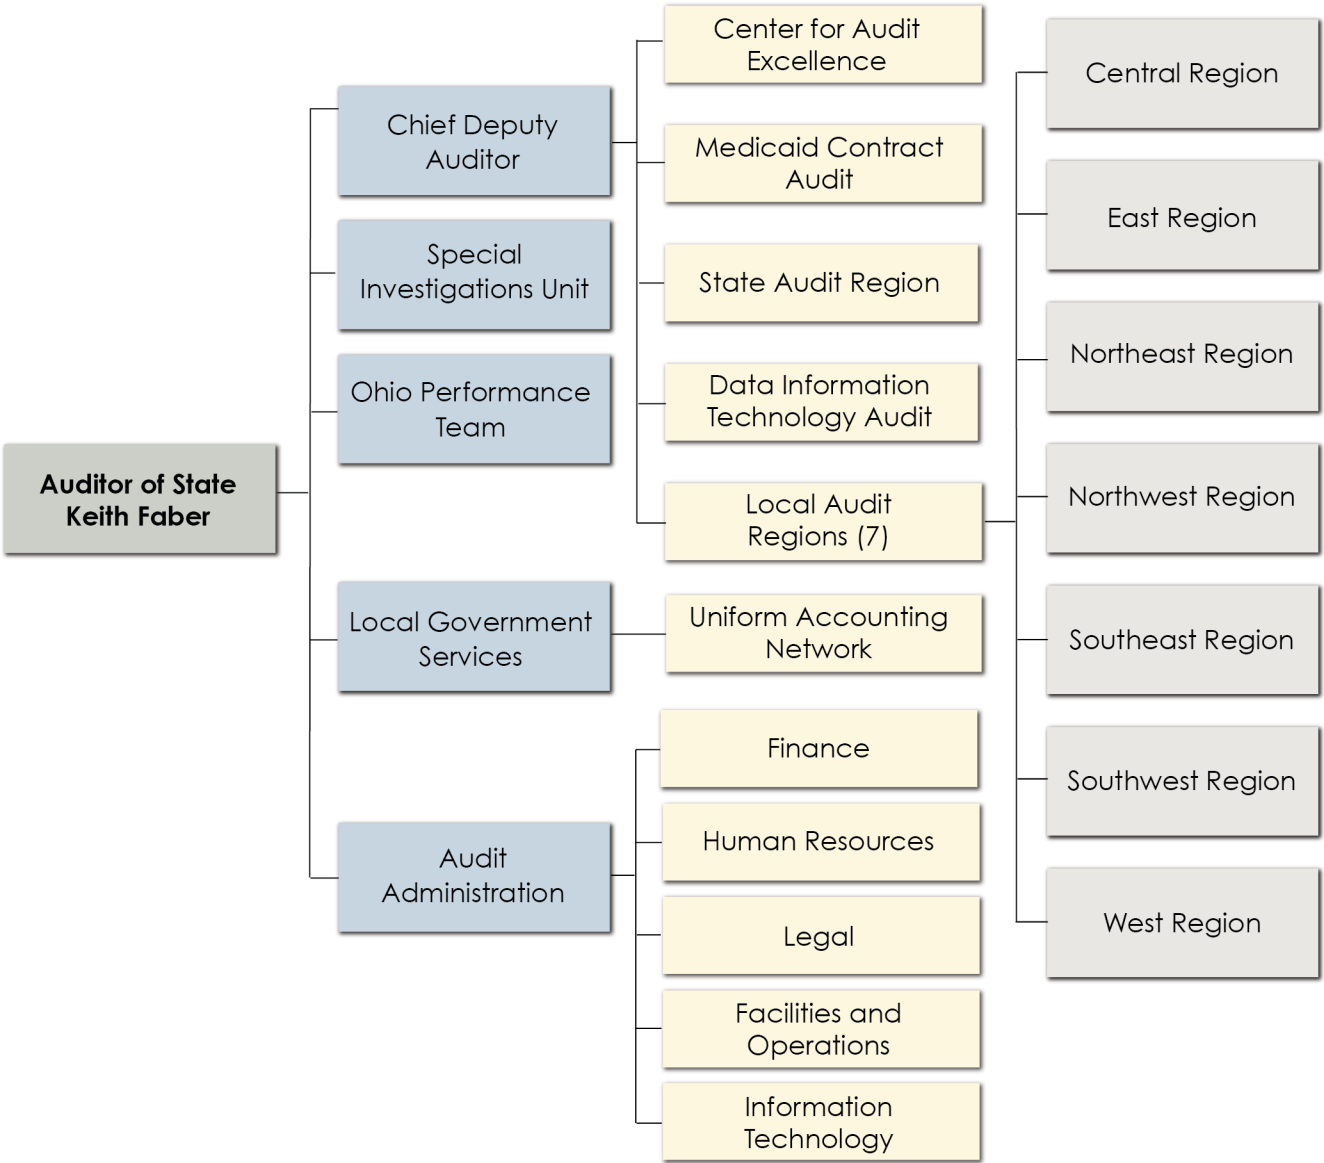 Auditor of State
Keith Faber
Chief Deputy
Auditor
Special
Investigations Unit
Ohio Performance
Team
Local Government
Services
Audit
Administration
Center for Audit
Excellence
Medicaid Contract
Audit
State Audit Region
Data Information
Technology Audit
Local Audit
Regions (7)
Uniform Accounting
Network
Finance
Human Resources
Legal
Facilities and
Operations
Information
Technology
Central Region
East Region
Northeast Region
Northwest Region
Southeast Region
Southwest Region
West Region